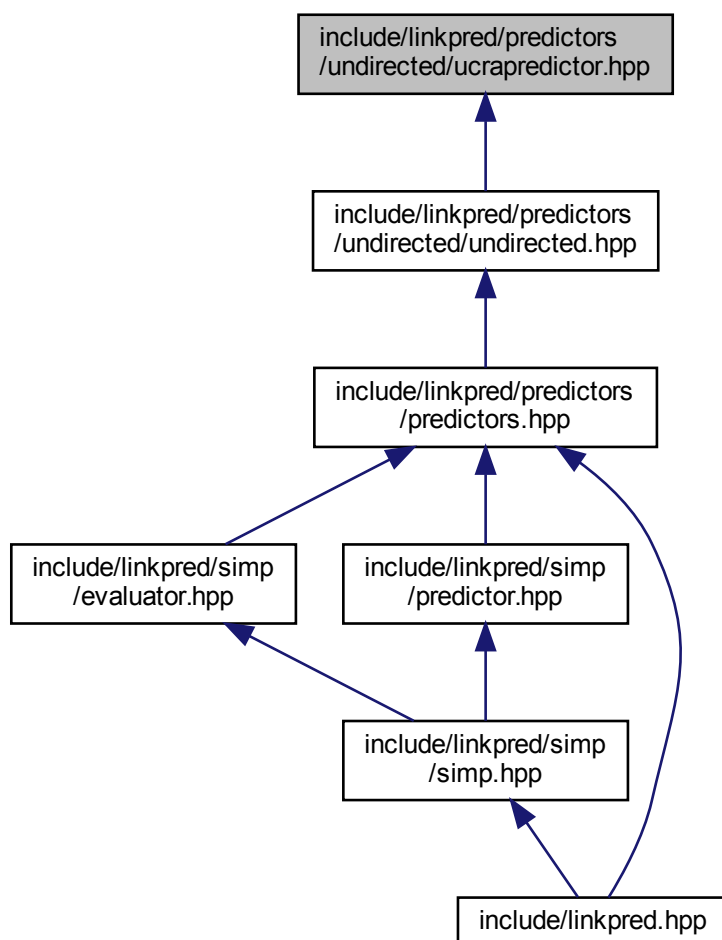 include/linkpred/predictors
/undirected/ucrapredictor.hpp
include/linkpred/predictors
/undirected/undirected.hpp
include/linkpred/predictors
/predictors.hpp
include/linkpred/simp
/evaluator.hpp
include/linkpred/simp
/predictor.hpp
include/linkpred/simp
/simp.hpp
include/linkpred.hpp